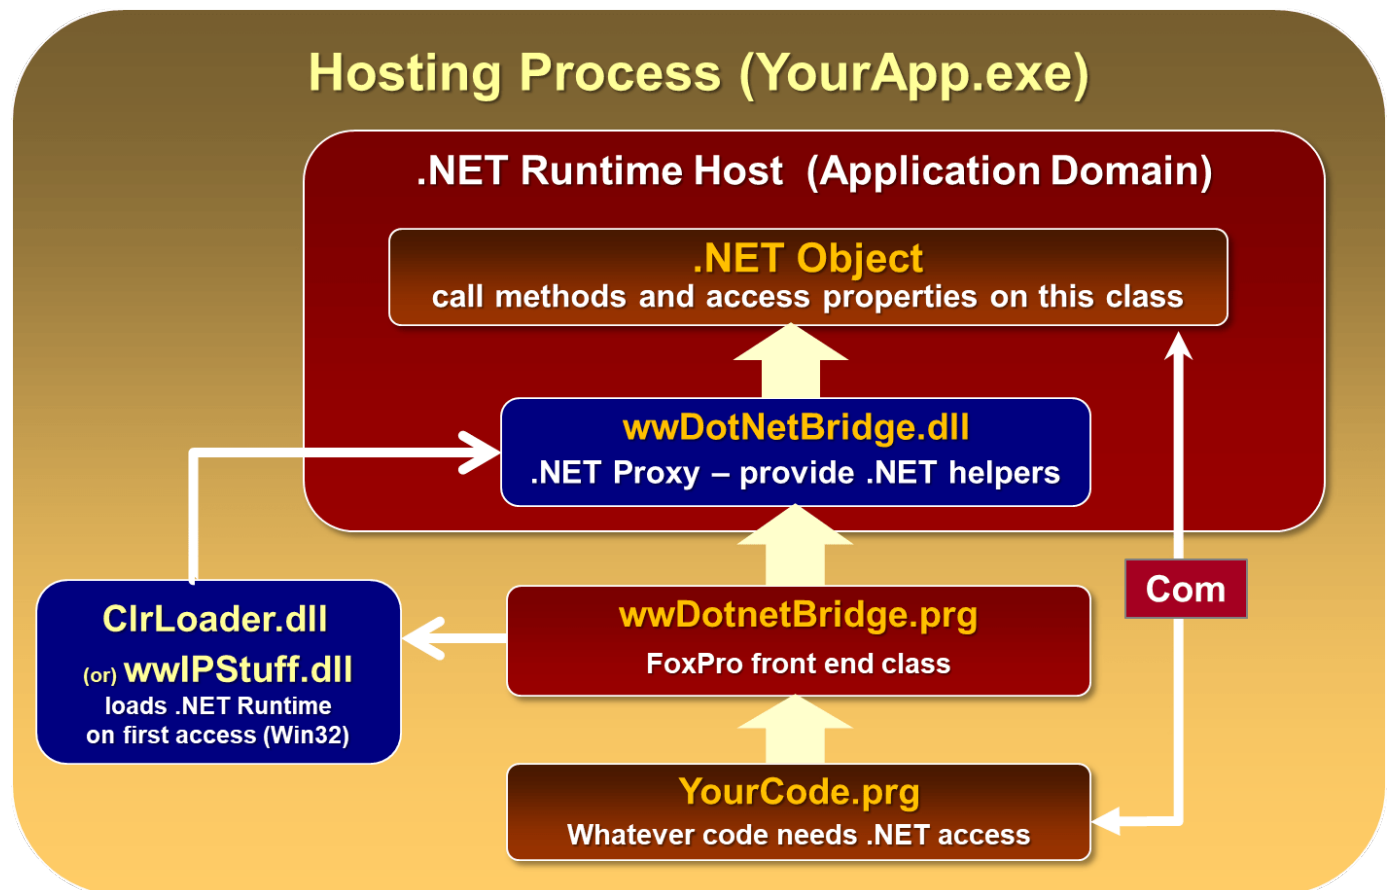 Hosting Process (YourApp.exe)
.NET Runtime Host (Application Domain)
.NET Object
call methods and access properties on this class
wwDotNetBridge.dll
.NET Proxy – provide .NET helpers
ClrLoader.dll
(or) wwIPStuff.dll
loads .NET Runtime
on first access (Win32)
wwDotnetBridge.prg
FoxPro front end class
Com
YourCode.prg
Whatever code needs .NET access